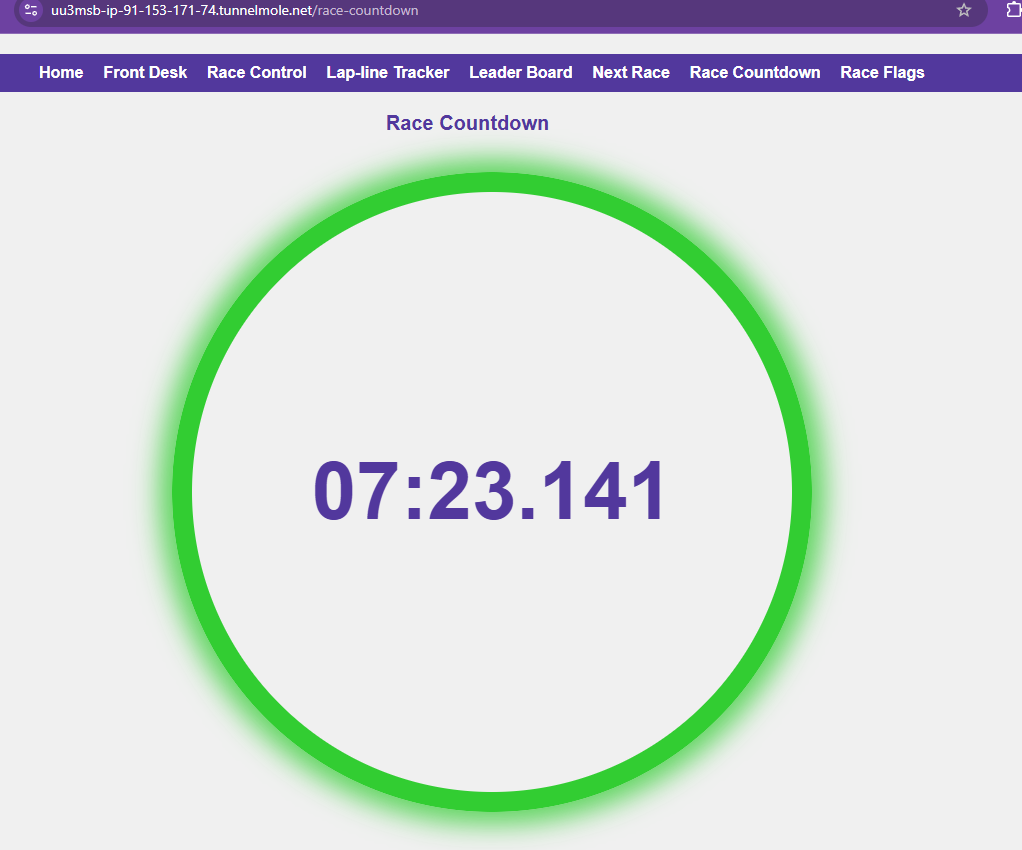 uu3msb-ip-91-153-171-74.tunnelmole.net/race-countdown
Home Front Desk Race Control Lap-line Tracker Leader Board Next Race Race Countdown Race Flags
Race Countdown
07:23.141